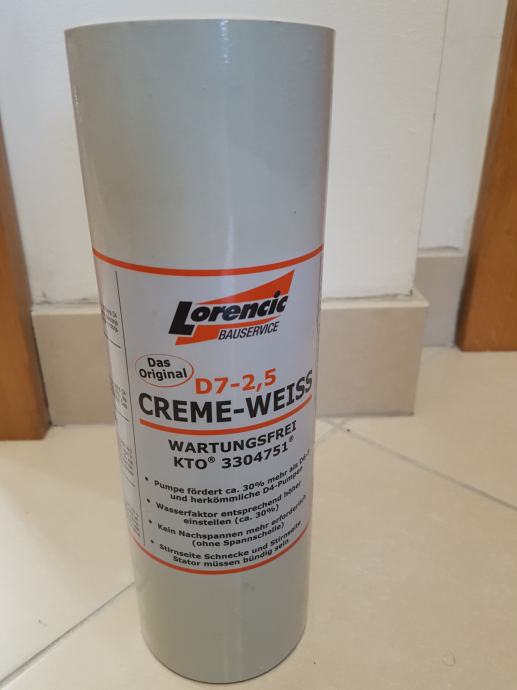 Lorencic
BAUSERVICE
Das
Original
D7-2,5
CREME-WEISS
WARTUNGSFREI
KTO® 3304751®
• Pumpe fördert ca. 30% mehr als D6-3
und herkömmliche D4-Pumpen
• Wasserfaktor entsprechend höher
einstellen (ca. 30%)
• Kein Nachspannen mehr erforderlich
(ohne Spannschelle)
• Stirnseite Schnecke und Stirnseite
Stator müssen bündig sein